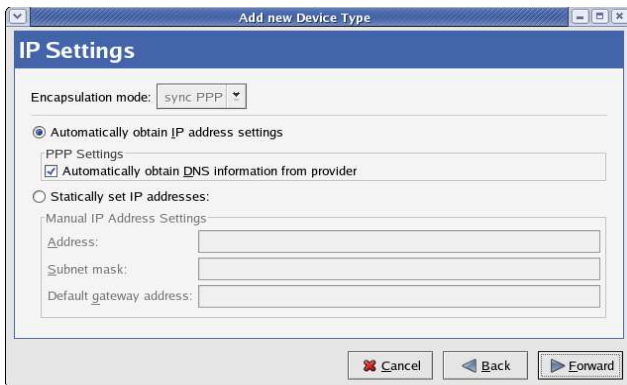 Add new Device Type
IP Settings
Encapsulation mode: sync PPP
Automatically obtain IP address settings
PPP Settings
Automatically obtain DNS information from provider
Statically set IP addresses:
Manual IP Address Settings
Address:
Subnet mask:
Default gateway address:
Cancel Back Forward